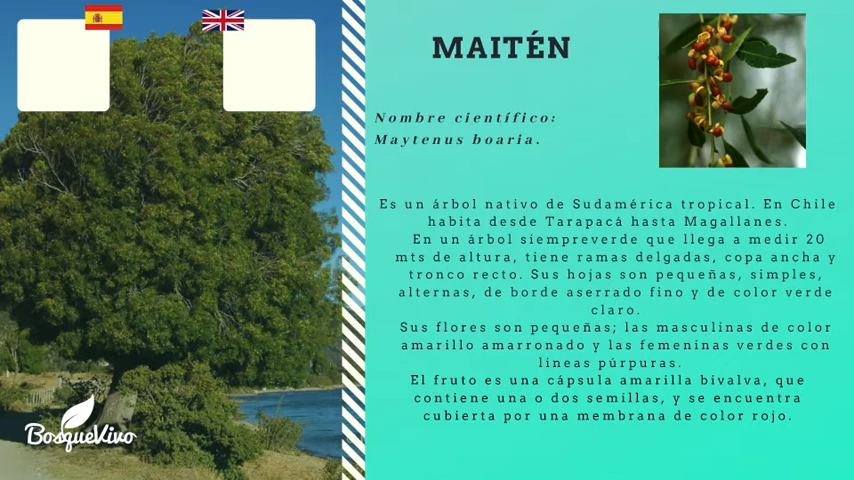 MAITÉN
Nombre científico:
Maytenus boaria.
Es un árbol nativo de Sudamérica tropical. En Chile
habita desde Tarapacá hasta Magallanes.
En un árbol siempreverde que llega a medir 20
mts de altura, tiene ramas delgadas, copa ancha y
tronco recto. Sus hojas son pequeñas, simples,
alternas, de borde aserrado fino y de color verde
claro.
Sus flores son pequeñas; las masculinas de color
amarillo amarronado y las femeninas verdes con
lineas púrpuras.
El fruto es una cápsula amarilla bivalva, que
contiene una o dos semillas, y se encuentra
cubierta por una membrana de color rojo.
BosqueVivo